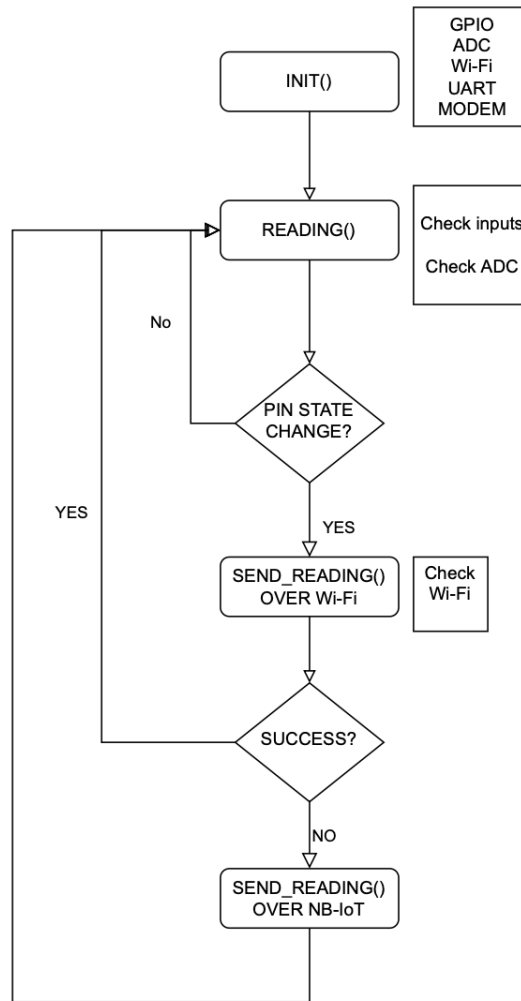 GPIO
ADC
Wi-Fi
UART
MODEM
INIT()
READING()
Check inputs
Check ADC
No
PIN STATE
CHANGE?
YES
YES
SEND_READING()
OVER Wi-Fi
Check
Wi-Fi
SUCCESS?
NO
SEND_READING()
OVER NB-IoT